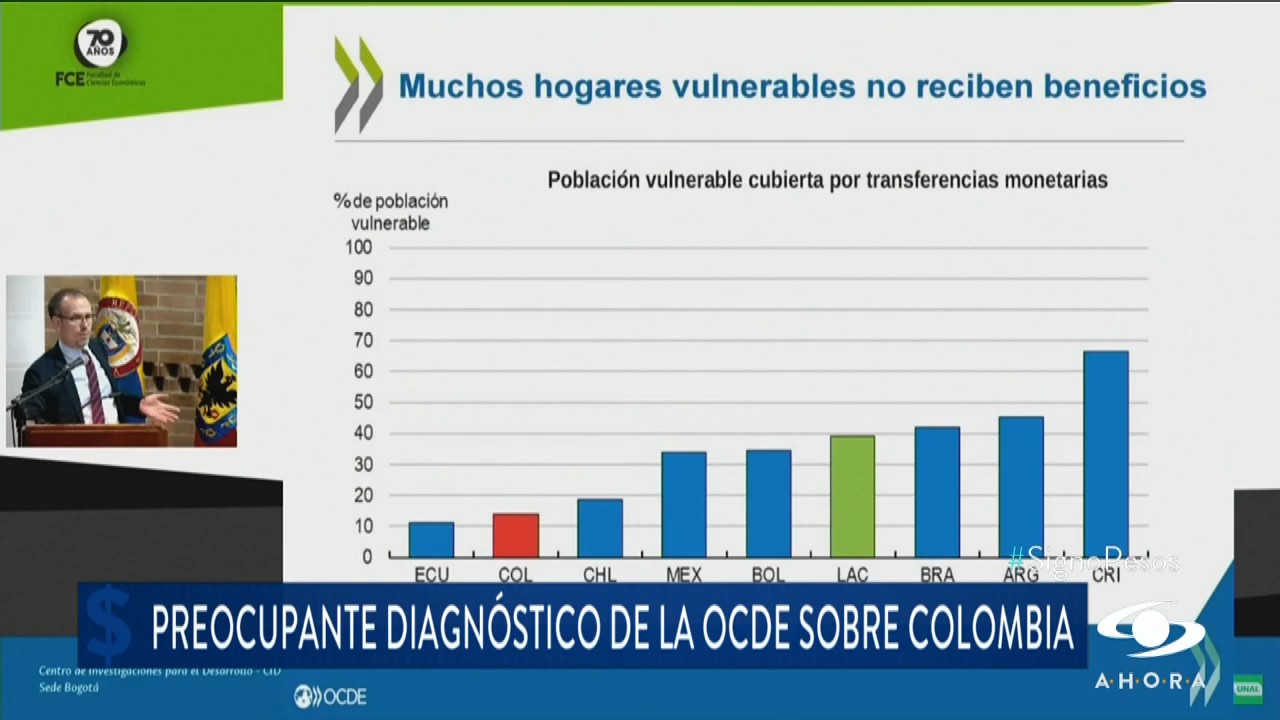 70
AÑOS
FCE Facultad de
Ciencias Económicas
Muchos hogares vulnerables no reciben beneficios
Población vulnerable cubierta por transferencias monetarias
% de población
vulnerable
100
90
80
70
60
50
40
30
20
10
0
ECU COL CHL MEX BOL LAC BRA ARG CRI
#SignoPesos
$ PREOCUPANTE DIAGNÓSTICO DE LA OCDE SOBRE COLOMBIA
Centro de Investigaciones para el Desarrollo - CID
Sede Bogotá
OCDE
AHORA
UNAL